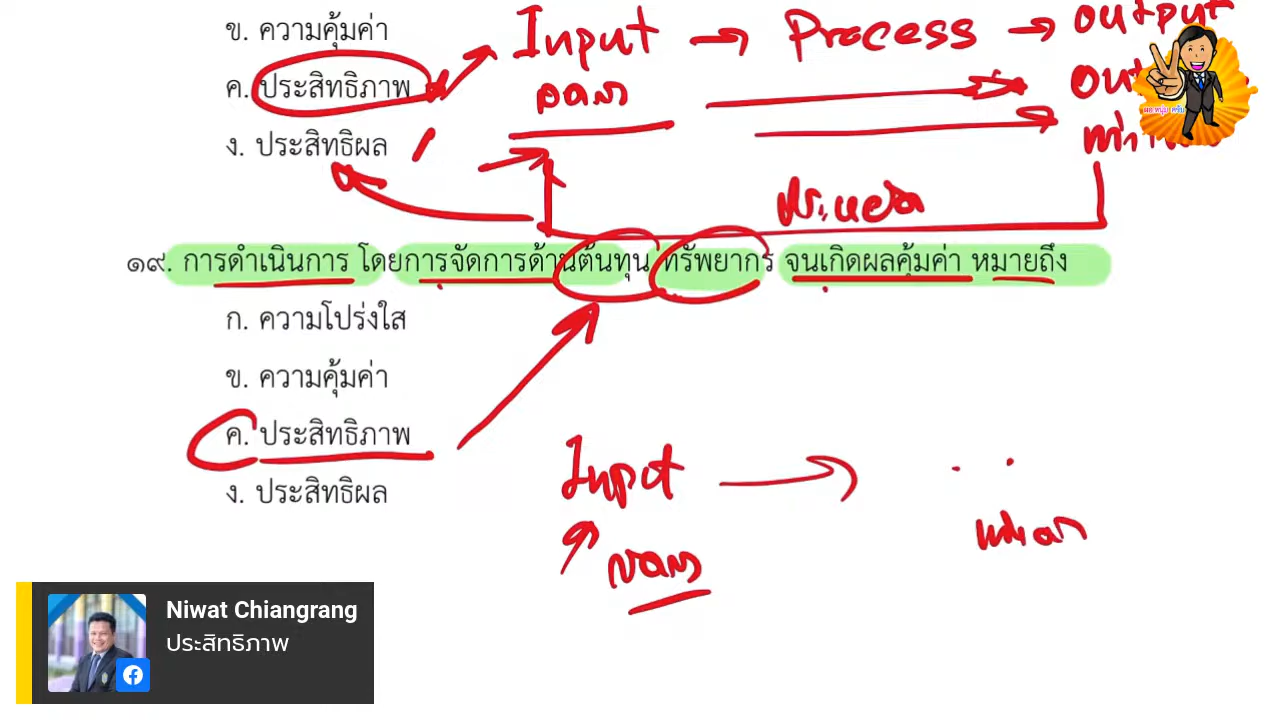 ข. ความคุ้มค่า
Input → Process → output
ค. ประสิทธิภาพ
ง. ประสิทธิผล
๑๙. การดำเนินการ โดยการจัดการด้านต้นทุน ทรัพยากร จนเกิดผลคุ้มค่า หมายถึง
ก. ความโปร่งใส
ข. ความคุ้มค่า
ค. ประสิทธิภาพ
ง. ประสิทธิผล
Input
Niwat Chiangrang
ประสิทธิภาพ